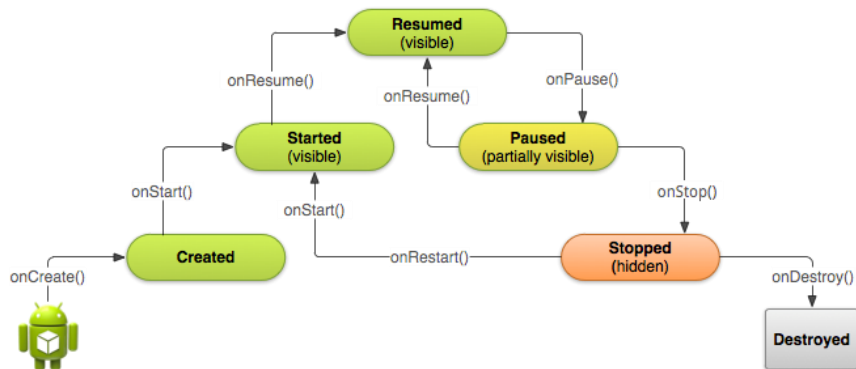 Resumed
(visible)
onResume()
onResume()
onPause()
Started
(visible)
Paused
(partially visible)
onStart()
onStart()
onStop()
Created
onRestart()
Stopped
(hidden)
onCreate()
onDestroy()
Destroyed